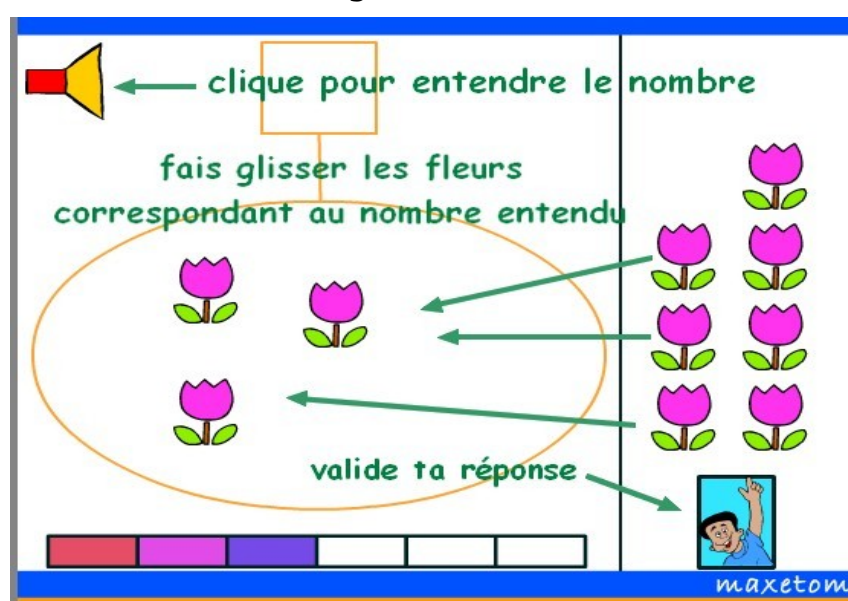 clique pour entendre le nombre
fais glisser les fleurs
correspondant au nombre entendu
valide ta réponse
maxetom